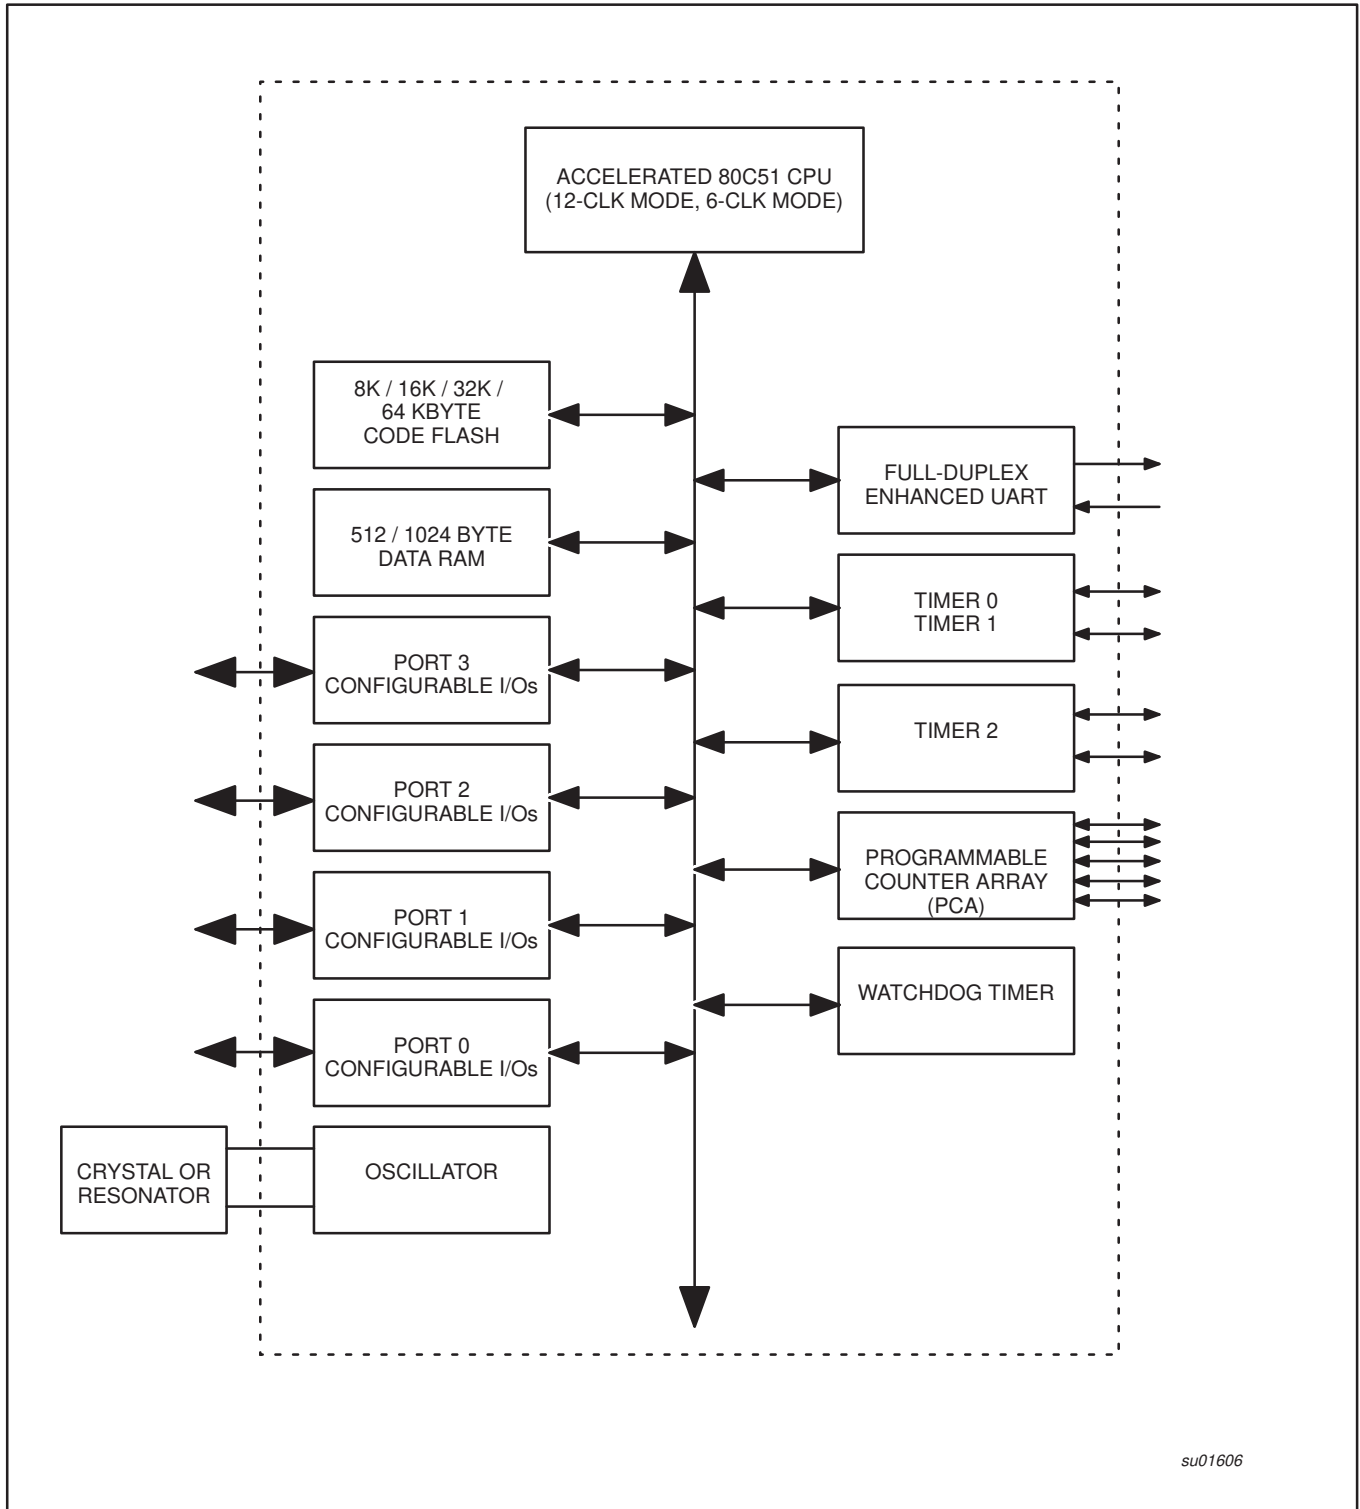 ACCELERATED 80C51 CPU
(12-CLK MODE, 6-CLK MODE)
8K / 16K / 32K /
64 KBYTE
CODE FLASH
512 / 1024 BYTE
DATA RAM
PORT 3
CONFIGURABLE I/Os
PORT 2
CONFIGURABLE I/Os
PORT 1
CONFIGURABLE I/Os
PORT 0
CONFIGURABLE I/Os
CRYSTAL OR
RESONATOR
OSCILLATOR
FULL-DUPLEX
ENHANCED UART
TIMER 0
TIMER 1
TIMER 2
PROGRAMMABLE
COUNTER ARRAY
(PCA)
WATCHDOG TIMER
su01606